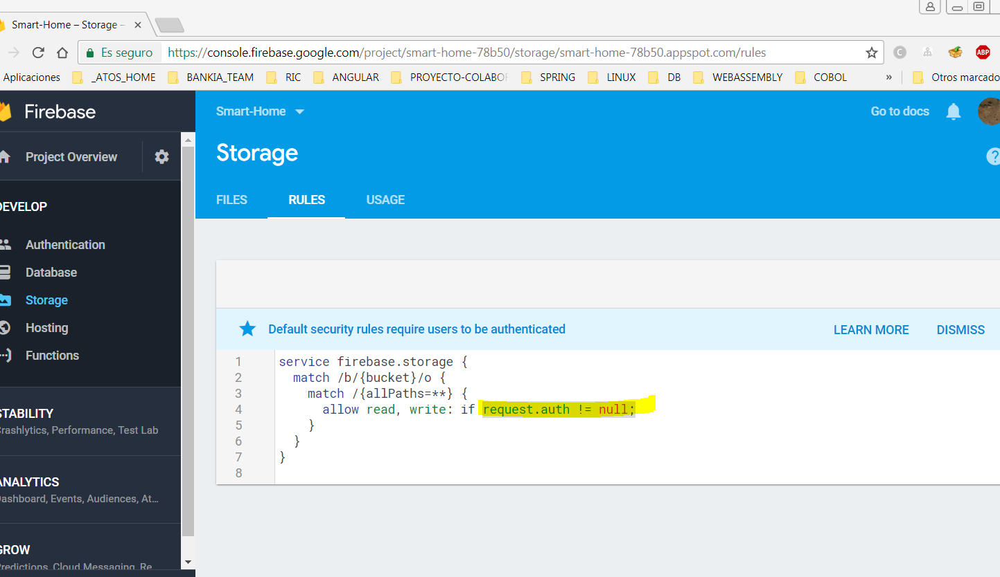 Smart-Home – Storage –
Es seguro https://console.firebase.google.com/project/smart-home-78b50/storage/smart-home-78b50.appspot.com/rules
C ABP
Aplicaciones _ATOS_HOME BANKIA_TEAM RIC ANGULAR PROYECTO-COLABO SPRING LINUX DB WEBASSEMBLY COBOL » Otros marcado
Firebase
Smart-Home Go to docs
Project Overview
Storage
?
FILES RULES USAGE
DEVELOP
Authentication
Database
Storage
Hosting
Functions
STABILITY
Crashlytics, Performance, Test Lab
ANALYTICS
Dashboard, Events, Audiences, At...
GROW
Predictions, Cloud Messaging, Re
Default security rules require users to be authenticated LEARN MORE DISMISS
1 service firebase.storage {
2 match /b/{bucket}/o {
3 match /{allPaths=**} {
4 allow read, write: if request.auth != null;
5 }
6 }
7 }
8